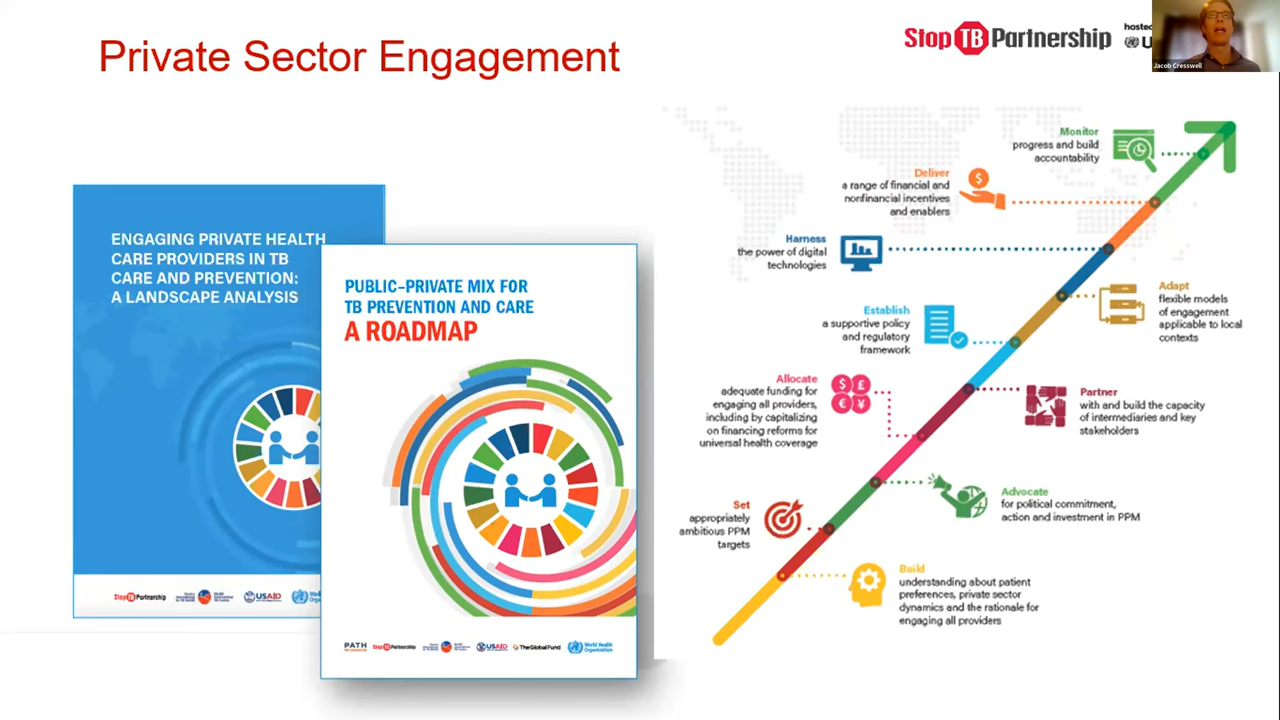 Private Sector Engagement
Stop TB Partnership
hosted
Jacob Cresswell
ENGAGING PRIVATE HEALTH
CARE PROVIDERS IN TB
CARE AND PREVENTION:
A LANDSCAPE ANALYSIS
StopTBPartnership
USAID
PUBLIC–PRIVATE MIX FOR
TB PREVENTION AND CARE
A ROADMAP
PATH
StopTBPartnership
USAID
The Global Fund
World Health
Organization
Monitor
progress and build
accountability
Deliver
a range of financial and
nonfinancial incentives
and enablers
Harness
the power of digital
technologies
Adapt
flexible models
of engagement
applicable to local
contexts
Establish
a supportive policy
and regulatory
framework
Allocate
adequate funding for
engaging all providers,
including by capitalizing
on financing reforms for
universal health coverage
Partner
with and build the capacity
of intermediaries and key
stakeholders
Advocate
for political commitment,
action and investment in PPM
Set
appropriately
ambitious PPM
targets
Build
understanding about patient
preferences, private sector
dynamics and the rationale for
engaging all providers